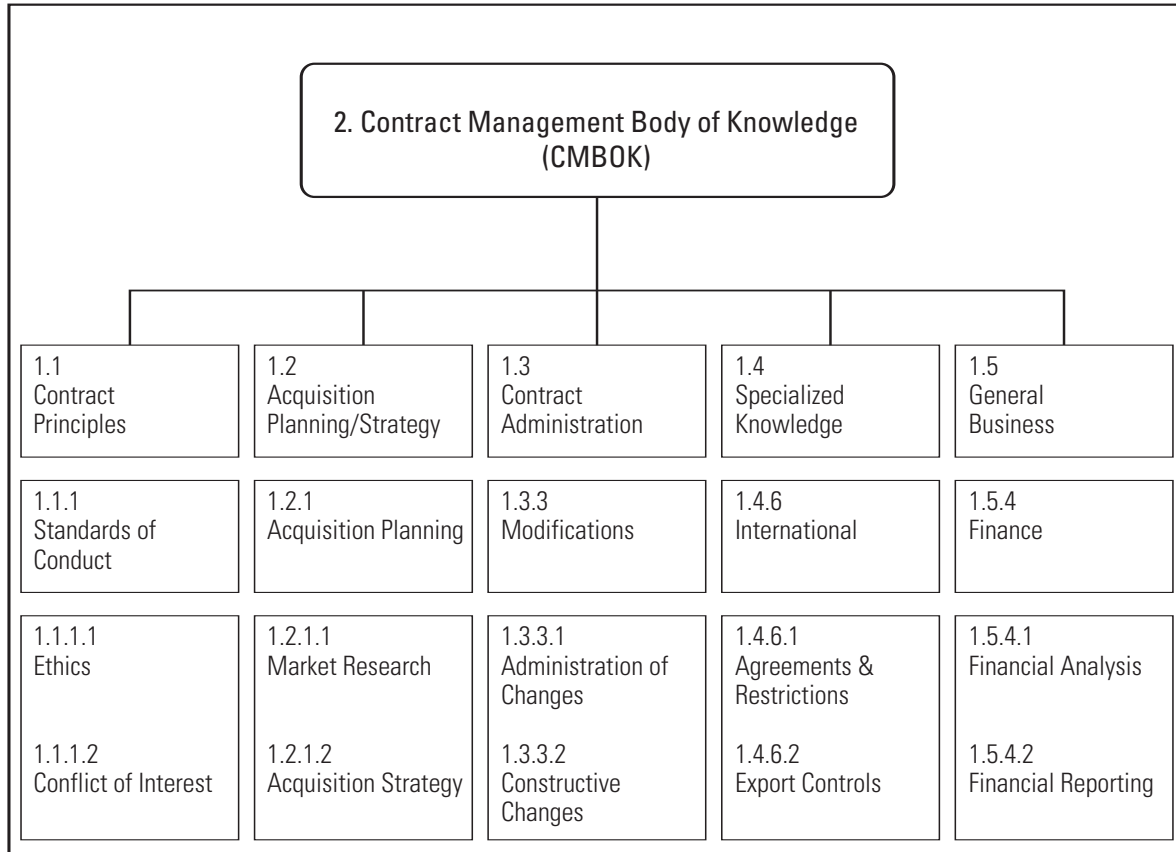 2. Contract Management Body of Knowledge
(CMBOK)
1.1
Contract
Principles
1.2
Acquisition
Planning/Strategy
1.3
Contract
Administration
1.4
Specialized
Knowledge
1.5
General
Business
1.1.1
Standards of
Conduct
1.2.1
Acquisition Planning
1.3.3
Modifications
1.4.6
International
1.5.4
Finance
1.1.1.1
Ethics
1.1.1.2
Conflict of Interest
1.2.1.1
Market Research
1.2.1.2
Acquisition Strategy
1.3.3.1
Administration of
Changes
1.3.3.2
Constructive
Changes
1.4.6.1
Agreements &
Restrictions
1.4.6.2
Export Controls
1.5.4.1
Financial Analysis
1.5.4.2
Financial Reporting